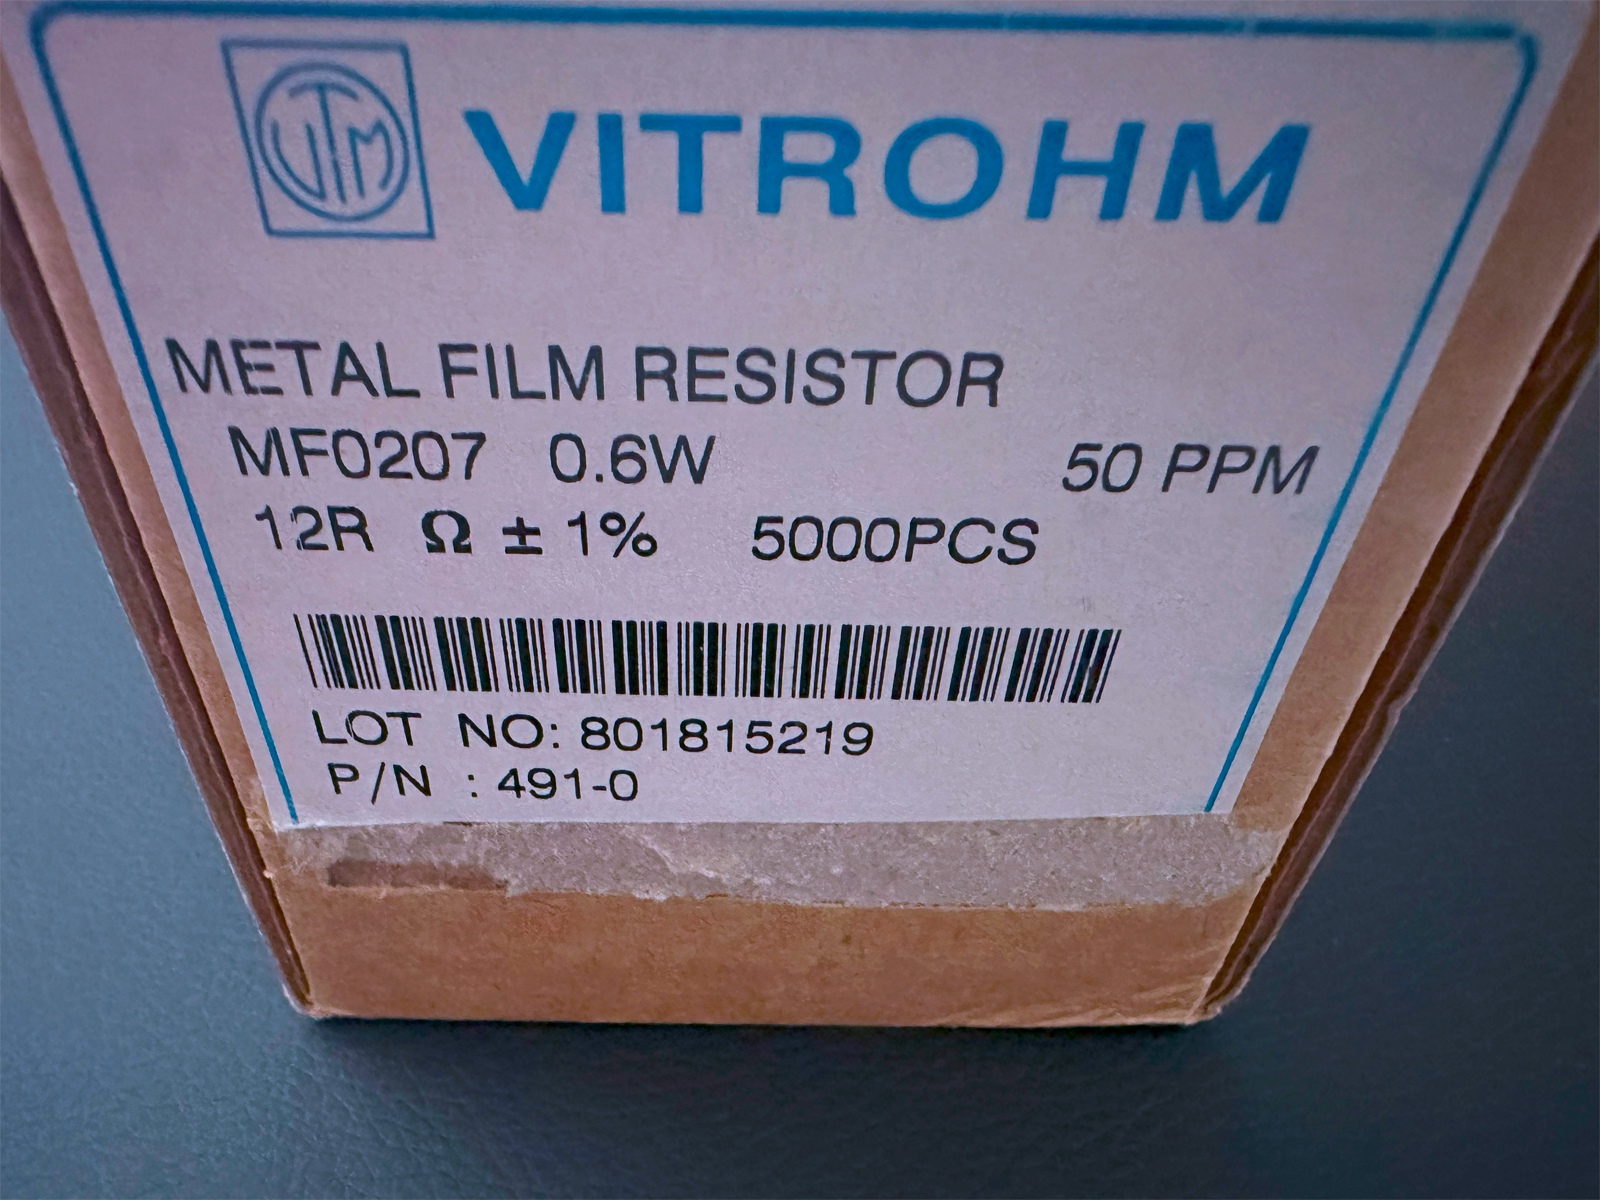 VTM VITROHM
METAL FILM RESISTOR
MF0207 0.6W 50 PPM
12R Ω ± 1% 5000PCS
LOT NO: 801815219
P/N : 491-0